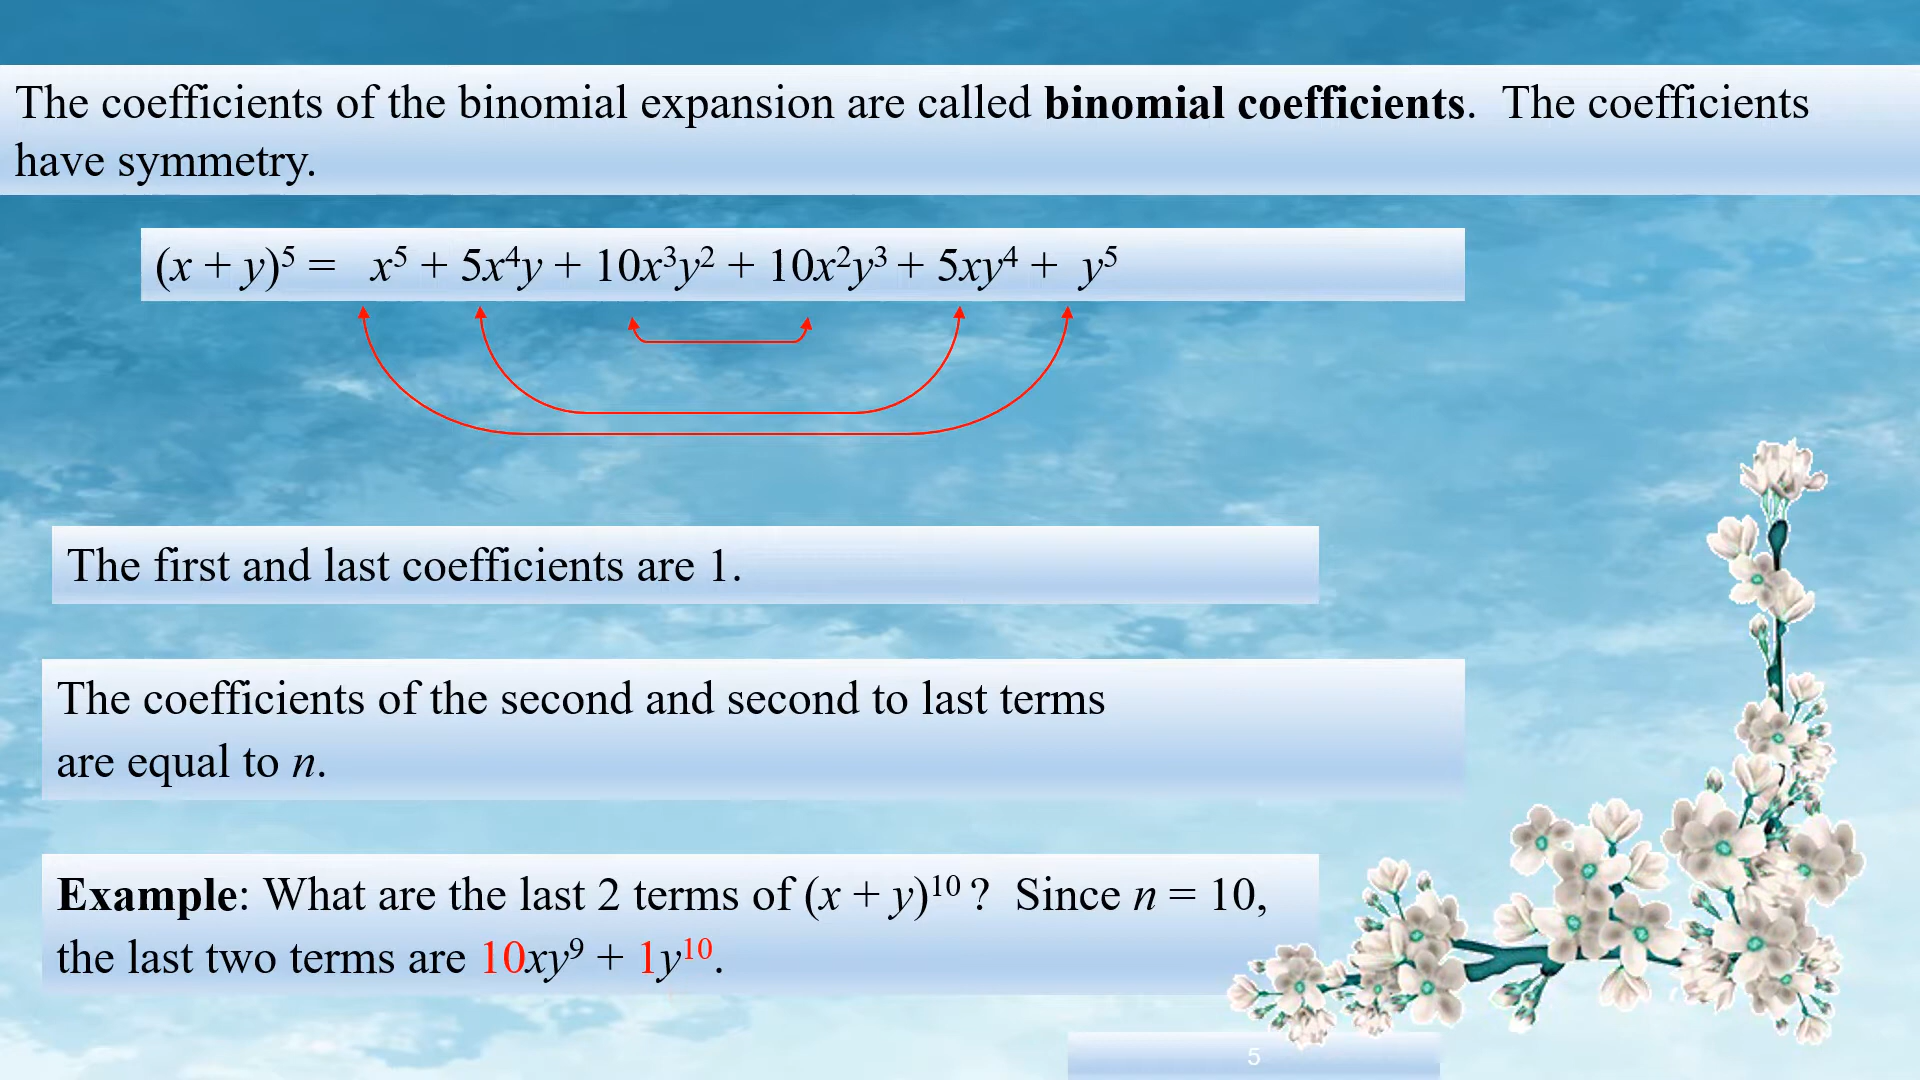 The coefficients of the binomial expansion are called binomial coefficients. The coefficients
have symmetry.
(x + y)⁵ = x⁵ + 5x⁴y + 10x³y² + 10x²y³ + 5xy⁴ + y⁵
The first and last coefficients are 1.
The coefficients of the second and second to last terms
are equal to n.
Example: What are the last 2 terms of (x + y)¹⁰ ? Since n = 10,
the last two terms are 10xy⁹ + 1y¹⁰.
5